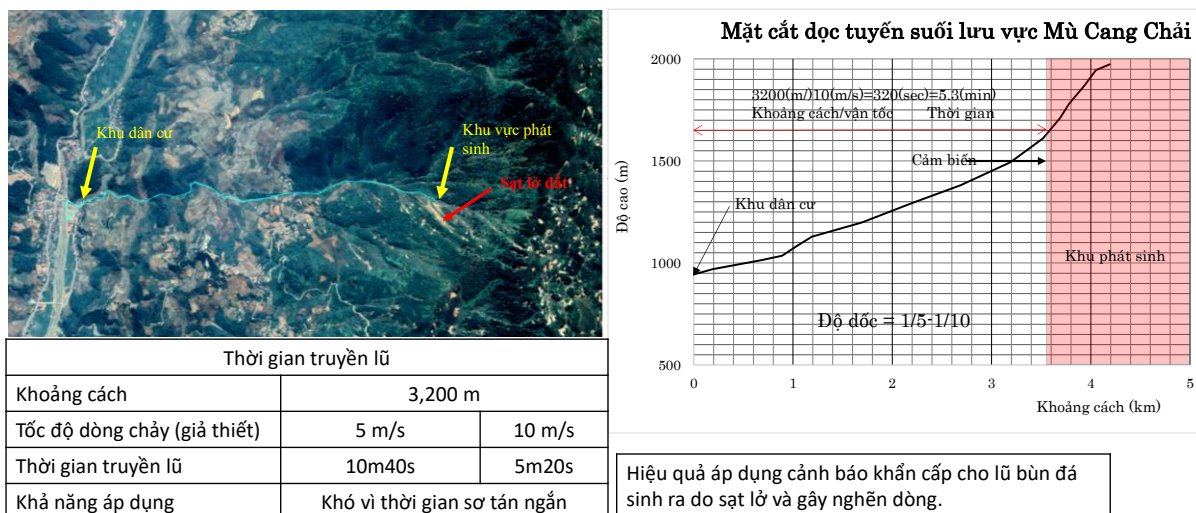 Khu dân cư
Khu vực phát
sinh
Sạt lở đất
Thời gian truyền lũ
Khoảng cách 3,200 m
Tốc độ dòng chảy (giả thiết) 5 m/s 10 m/s
Thời gian truyền lũ 10m40s 5m20s
Khả năng áp dụng Khó vì thời gian sơ tán ngắn
Mặt cắt dọc tuyến suối lưu vực Mù Cang Chải
3200(m/)10(m/s)=320(sec)=5.3(min)
Khoảng cách/vận tốc Thời gian
Cảm biến
Khu dân cư
Khu phát sinh
Độ dốc = 1/5-1/10
Độ cao (m)
2000
1500
1000
500
0 1 2 3 4 5
Khoảng cách (km)
Hiệu quả áp dụng cảnh báo khẩn cấp cho lũ bùn đá
sinh ra do sạt lở và gây nghẽn dòng.